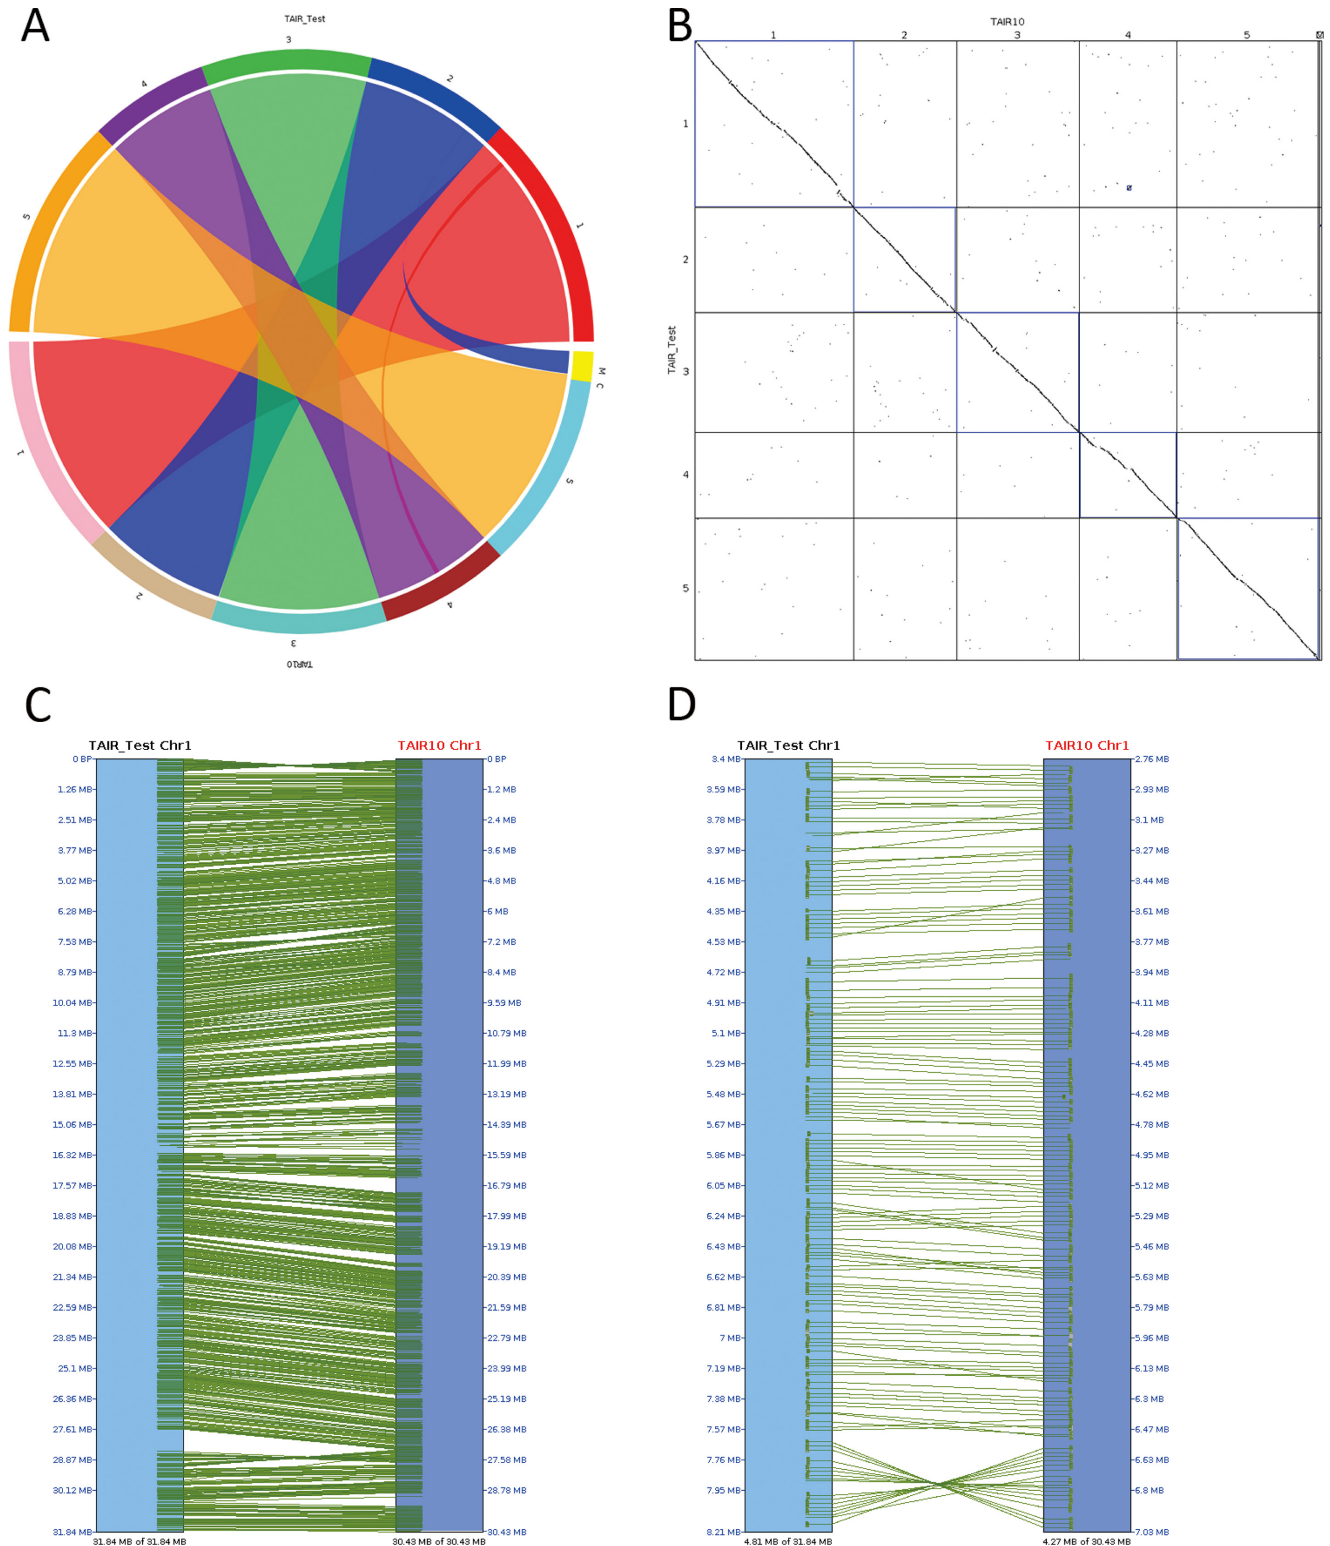 A
TAIR_Test
3
4
2
5
1
M
C
1
5
2
4
3
TAIR10
B
TAIR10
1 2 3 4 5
TAIR_Test
1
2
3
4
5
C
TAIR_Test Chr1 TAIR10 Chr1
0 BP 0 BP
1.26 MB 1.2 MB
2.51 MB 2.4 MB
3.77 MB 3.6 MB
5.02 MB 4.8 MB
6.28 MB 6 MB
7.53 MB 7.2 MB
8.79 MB 8.4 MB
10.04 MB 9.59 MB
11.3 MB 10.79 MB
12.55 MB 11.99 MB
13.81 MB 13.19 MB
15.06 MB 14.39 MB
16.32 MB 15.59 MB
17.57 MB 16.79 MB
18.83 MB 17.99 MB
20.08 MB 19.19 MB
21.34 MB 20.39 MB
22.59 MB 21.59 MB
23.85 MB 22.79 MB
25.1 MB 23.99 MB
26.36 MB 25.19 MB
27.61 MB 26.38 MB
28.87 MB 27.58 MB
30.12 MB 28.78 MB
31.84 MB 30.43 MB
31.84 MB of 31.84 MB 30.43 MB of 30.43 MB
D
TAIR_Test Chr1 TAIR10 Chr1
3.4 MB 2.76 MB
3.59 MB 2.93 MB
3.78 MB 3.1 MB
3.97 MB 3.27 MB
4.16 MB 3.44 MB
4.35 MB 3.61 MB
4.53 MB 3.77 MB
4.72 MB 3.94 MB
4.91 MB 4.11 MB
5.1 MB 4.28 MB
5.29 MB 4.45 MB
5.48 MB 4.62 MB
5.67 MB 4.78 MB
5.86 MB 4.95 MB
6.05 MB 5.12 MB
6.24 MB 5.29 MB
6.43 MB 5.46 MB
6.62 MB 5.63 MB
6.81 MB 5.79 MB
7 MB 5.96 MB
7.19 MB 6.13 MB
7.38 MB 6.3 MB
7.57 MB 6.47 MB
7.76 MB 6.63 MB
7.95 MB 6.8 MB
8.21 MB 7.03 MB
4.81 MB of 31.84 MB 4.27 MB of 30.43 MB